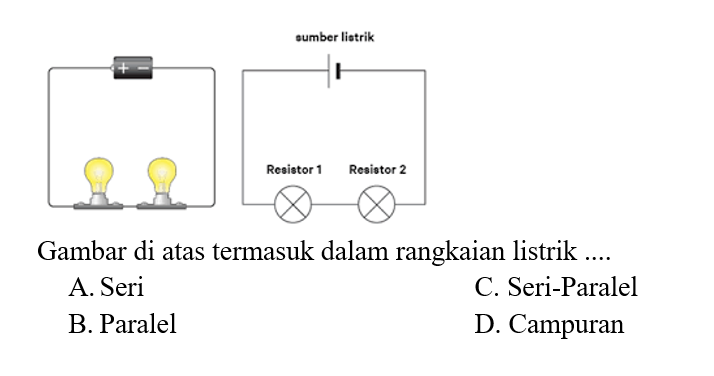 sumber listrik
+ −
Resistor 1 Resistor 2
Gambar di atas termasuk dalam rangkaian listrik ....
A. Seri C. Seri-Paralel
B. Paralel D. Campuran